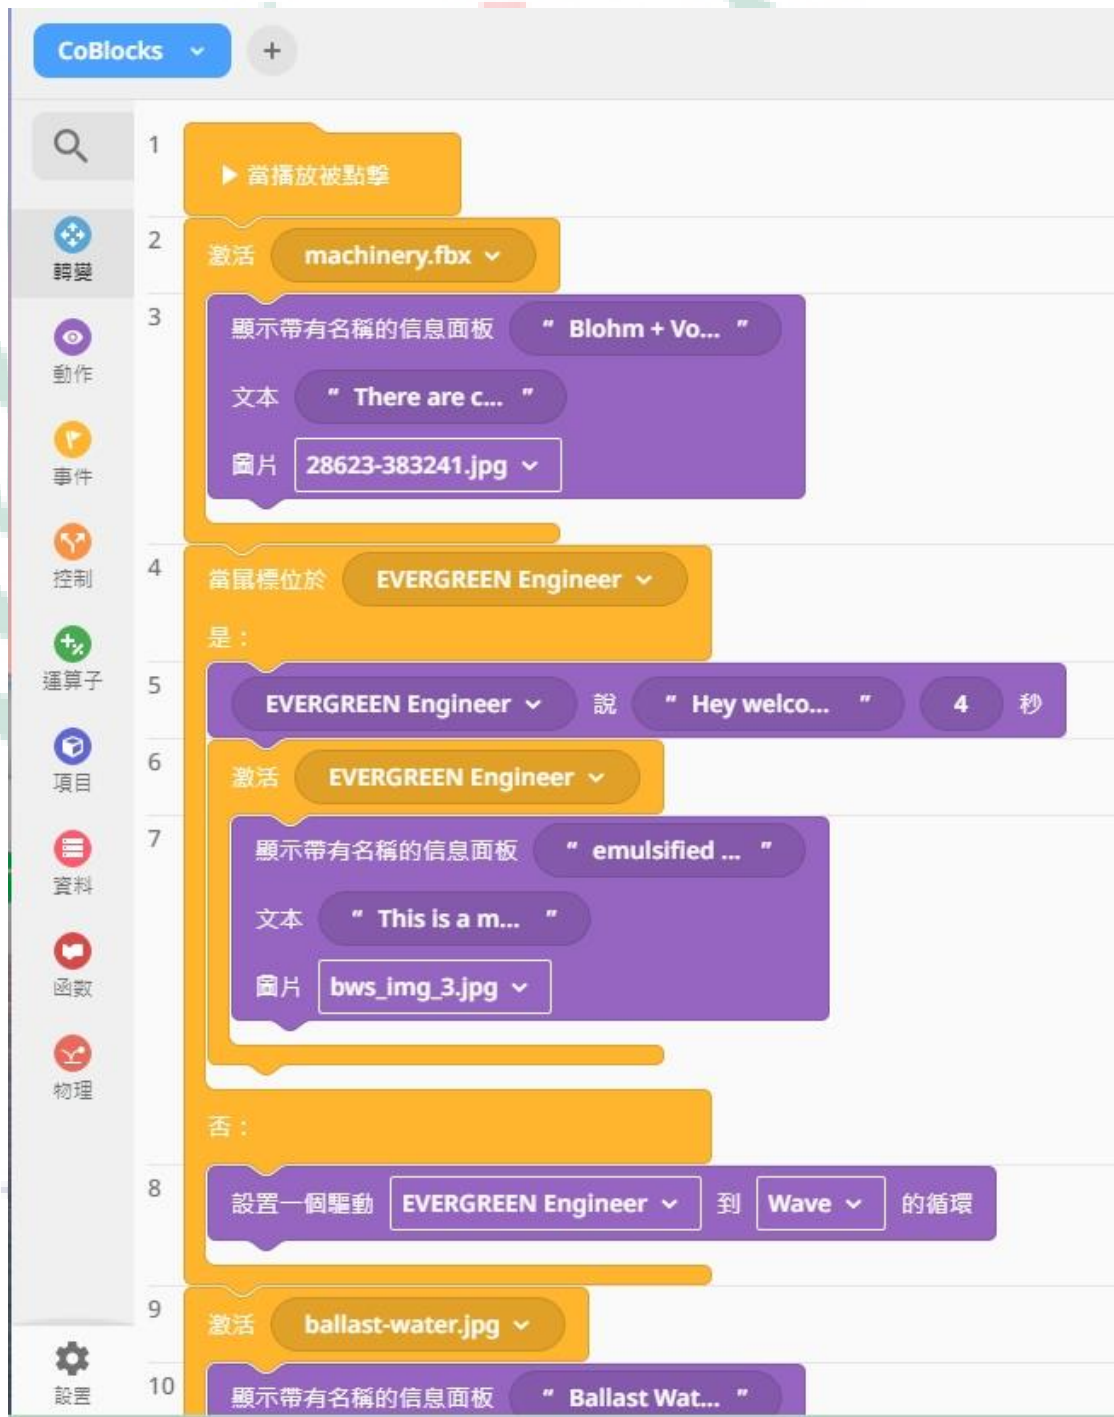 CoBlocks
+
1 當播放被點擊
2 激活 machinery.fbx
3 顯示帶有名稱的信息面板 “ Blohm + Vo... ”
文本 “ There are c... ”
圖片 28623-383241.jpg
4 當鼠標位於 EVERGREEN Engineer
是：
5 EVERGREEN Engineer 說 “ Hey welco... ” 4 秒
6 激活 EVERGREEN Engineer
7 顯示帶有名稱的信息面板 “ emulsified ... ”
文本 “ This is a m... ”
圖片 bws_img_3.jpg
否：
8 設置一個驅動 EVERGREEN Engineer 到 Wave 的循環
9 激活 ballast-water.jpg
10 顯示帶有名稱的信息面板 “ Ballast Wat... ”
轉變
動作
事件
控制
運算子
項目
資料
函數
物理
設置